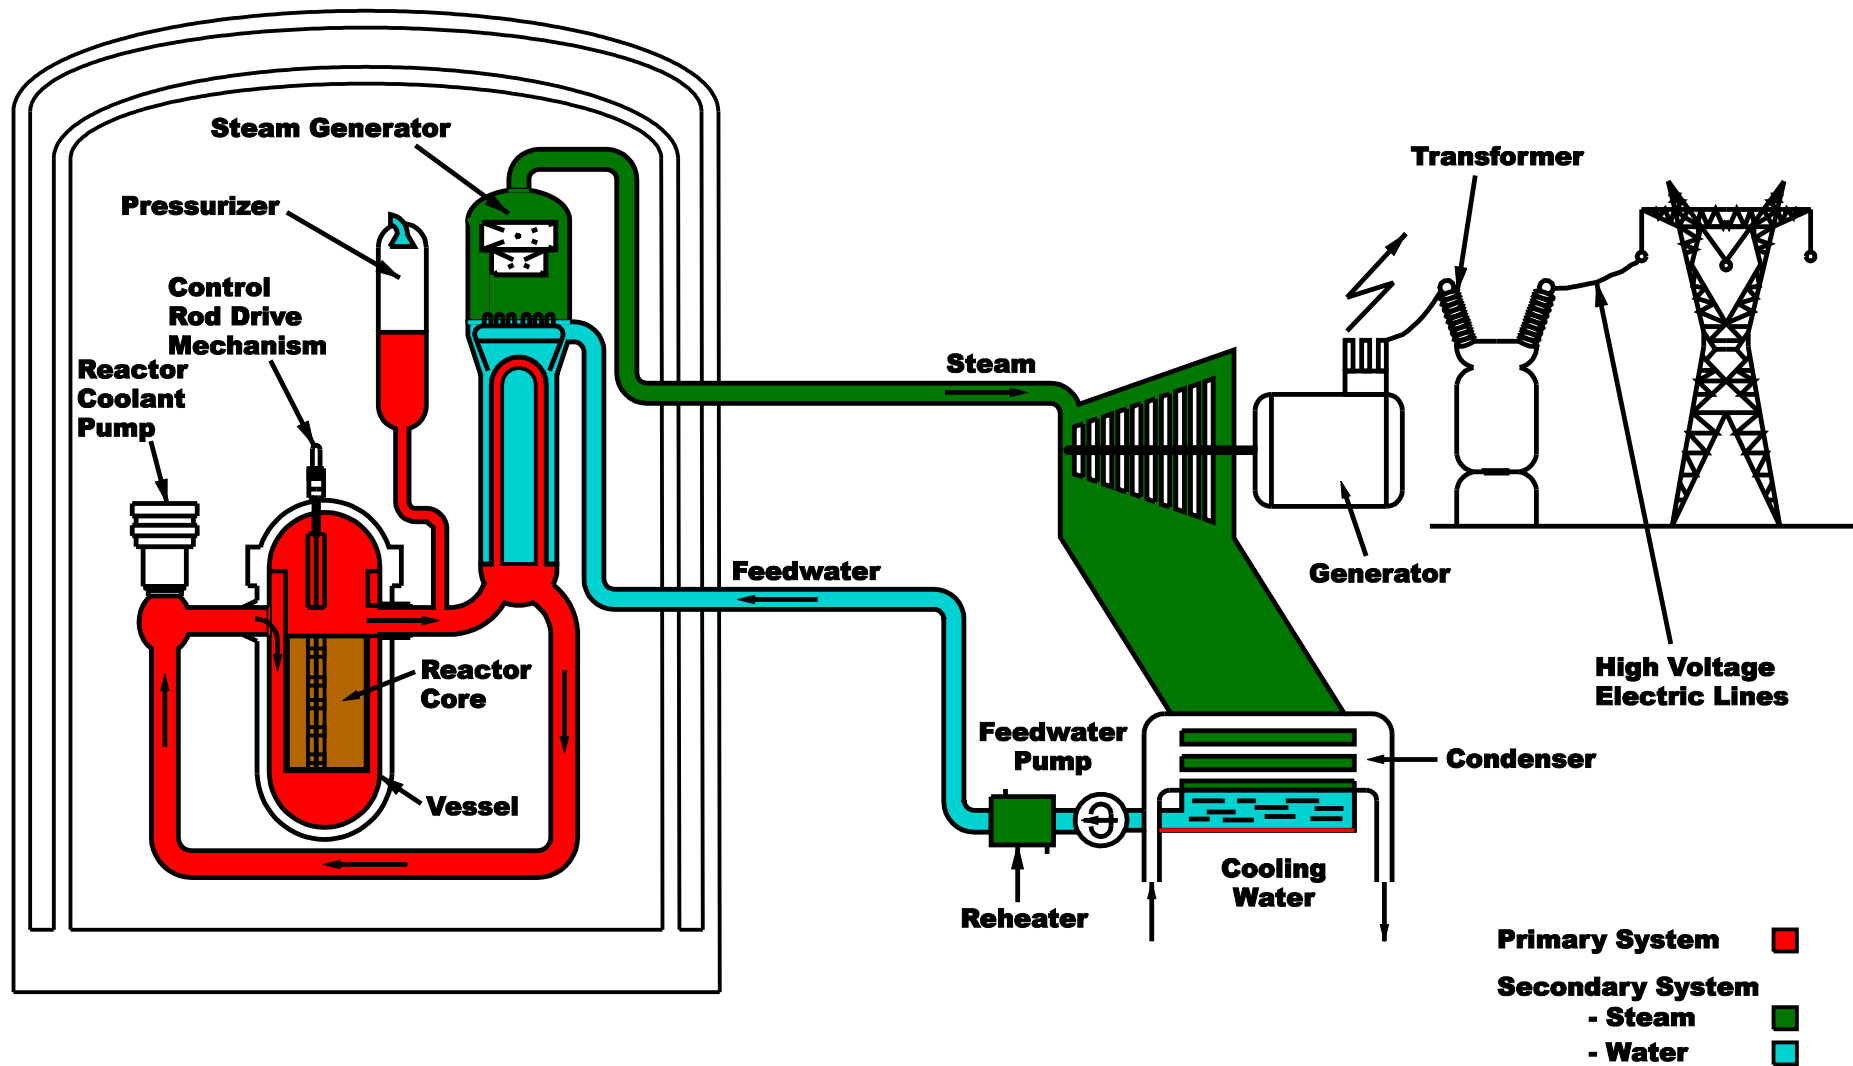 Steam Generator
Pressurizer
Control
Rod Drive
Mechanism
Reactor
Coolant
Pump
Reactor
Core
Vessel
Steam
Feedwater
Feedwater
Pump
Reheater
Cooling
Water
Condenser
Generator
Transformer
High Voltage
Electric Lines
Primary System
Secondary System
- Steam
- Water